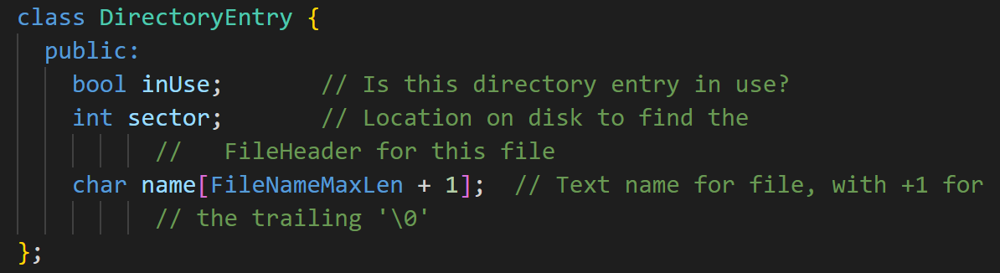 class DirectoryEntry {
  public:
    bool inUse;       // Is this directory entry in use?
    int sector;       // Location on disk to find the
          //   FileHeader for this file
    char name[FileNameMaxLen + 1];  // Text name for file, with +1 for
          // the trailing '\0'
};